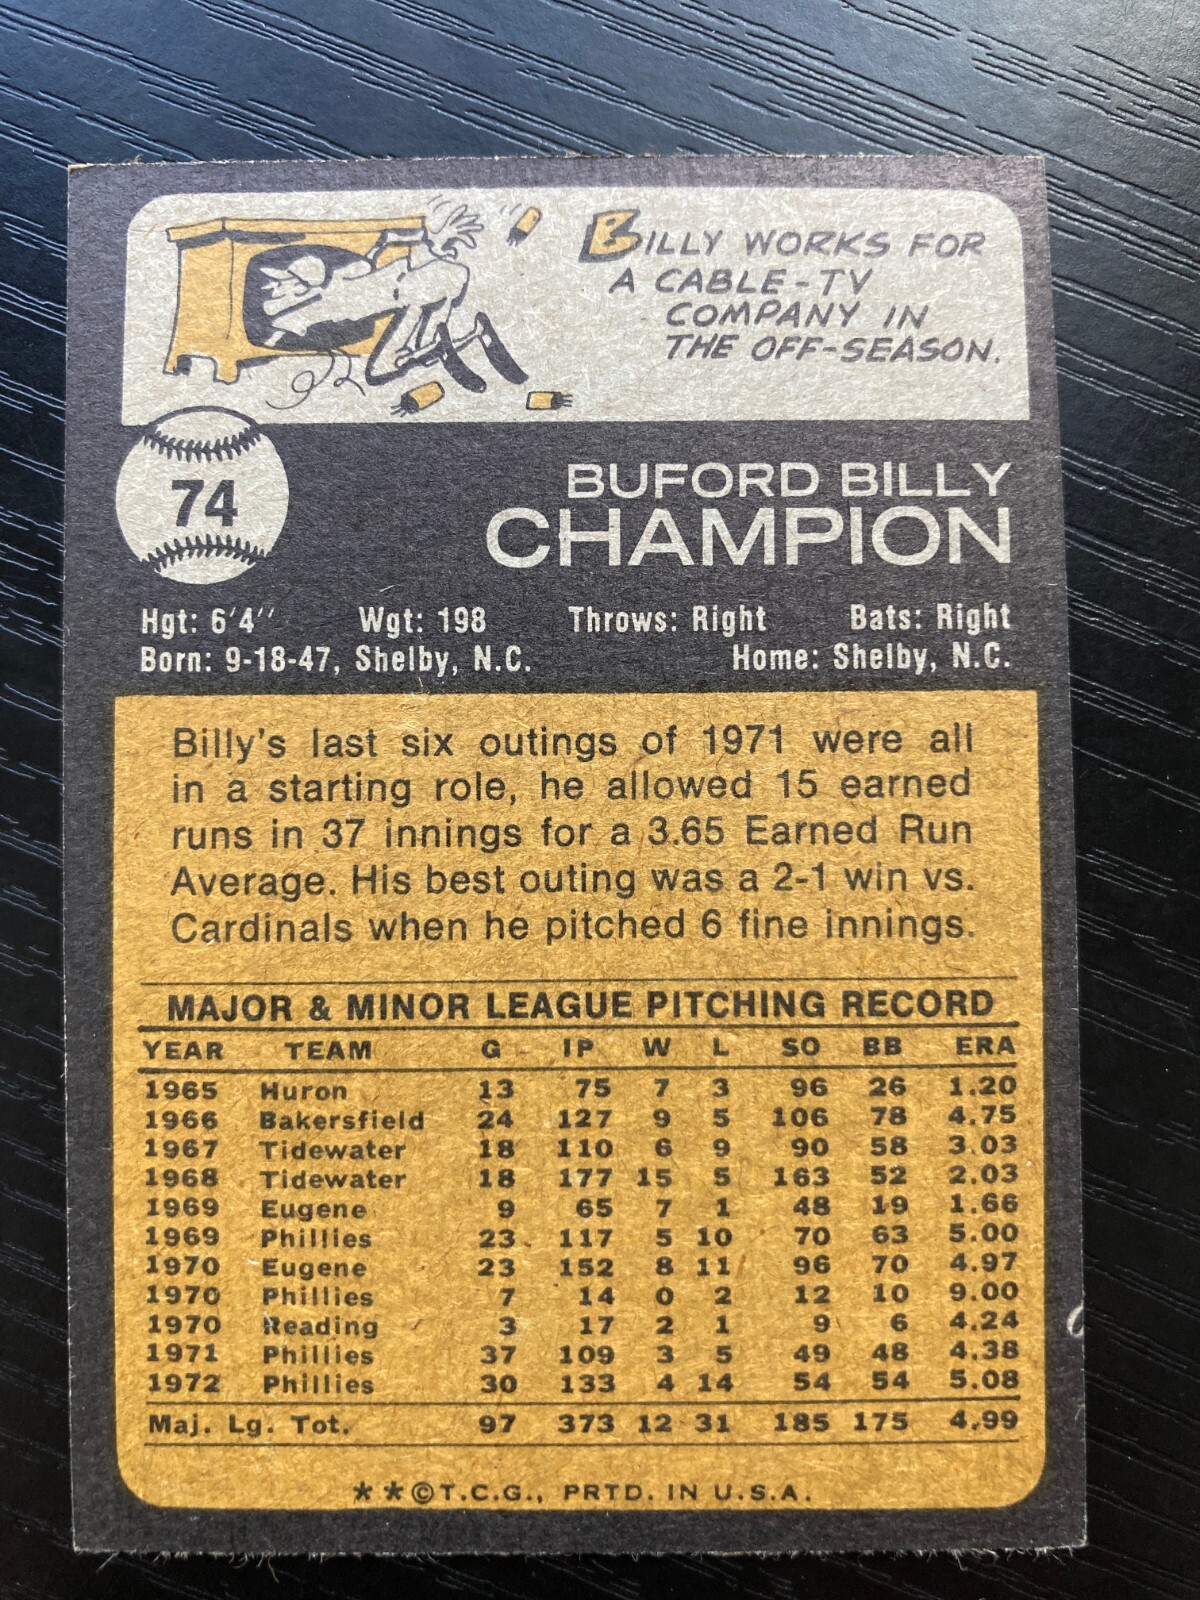 BILLY WORKS FOR
A CABLE-TV
COMPANY IN
THE OFF-SEASON.
74
BUFORD BILLY
CHAMPION
Hgt: 6'4" Wgt: 198 Throws: Right Bats: Right
Born: 9-18-47, Shelby, N.C. Home: Shelby, N.C.
Billy's last six outings of 1971 were all
in a starting role, he allowed 15 earned
runs in 37 innings for a 3.65 Earned Run
Average. His best outing was a 2-1 win vs.
Cardinals when he pitched 6 fine innings.
MAJOR & MINOR LEAGUE PITCHING RECORD
YEAR TEAM G IP W L SO BB ERA
1965 Huron 13 75 7 3 96 26 1.20
1966 Bakersfield 24 127 9 5 106 78 4.75
1967 Tidewater 18 110 6 9 90 58 3.03
1968 Tidewater 18 177 15 5 163 52 2.03
1969 Eugene 9 65 7 1 48 19 1.66
1969 Phillies 23 117 5 10 70 63 5.00
1970 Eugene 23 152 8 11 96 70 4.97
1970 Phillies 7 14 0 2 12 10 9.00
1970 Reading 3 17 2 1 9 6 4.24
1971 Phillies 37 109 3 5 49 48 4.38
1972 Phillies 30 133 4 14 54 54 5.08
Maj. Lg. Tot. 97 373 12 31 185 175 4.99
**©T.C.G., PRTD. IN U.S.A.